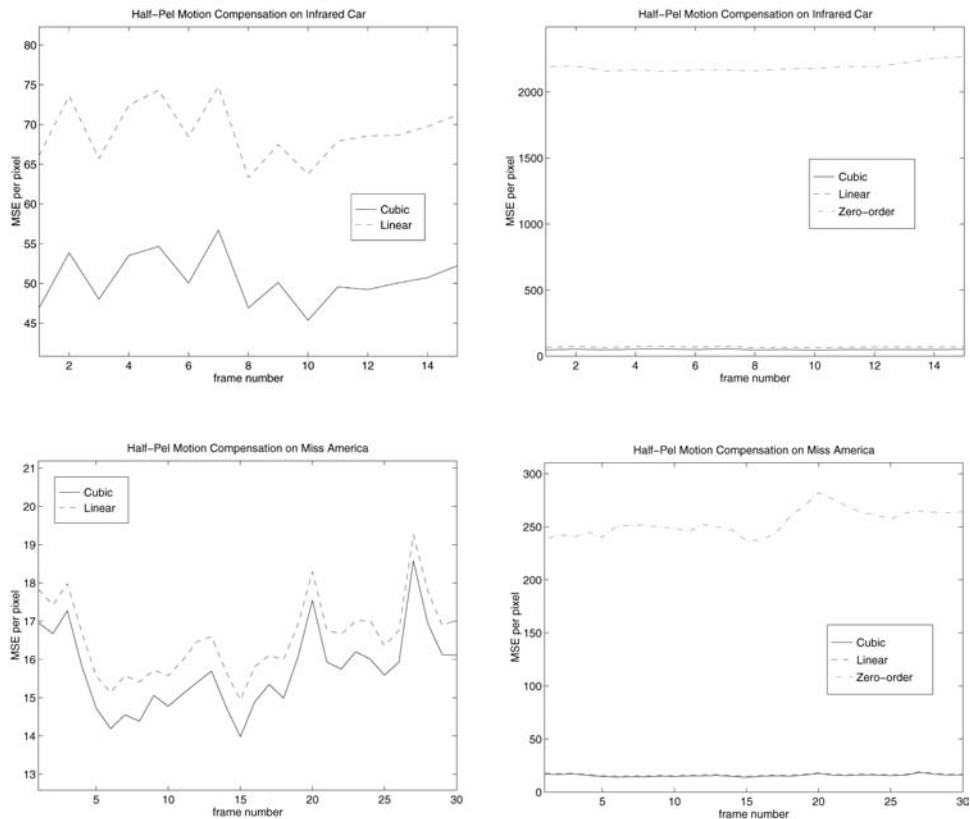 Half-Pel Motion Compensation on Infrared Car
80
75
70
65
60
55
50
45
MSE per pixel
Cubic
Linear
2 4 6 8 10 12 14
frame number
Half-Pel Motion Compensation on Infrared Car
2000
1500
1000
500
0
MSE per pixel
Cubic
Linear
Zero-order
2 4 6 8 10 12 14
frame number
Half-Pel Motion Compensation on Miss America
21
20
19
18
17
16
15
14
13
MSE per pixel
Cubic
Linear
5 10 15 20 25 30
frame number
Half-Pel Motion Compensation on Miss America
300
250
200
150
100
50
0
MSE per pixel
Cubic
Linear
Zero-order
5 10 15 20 25 30
frame number